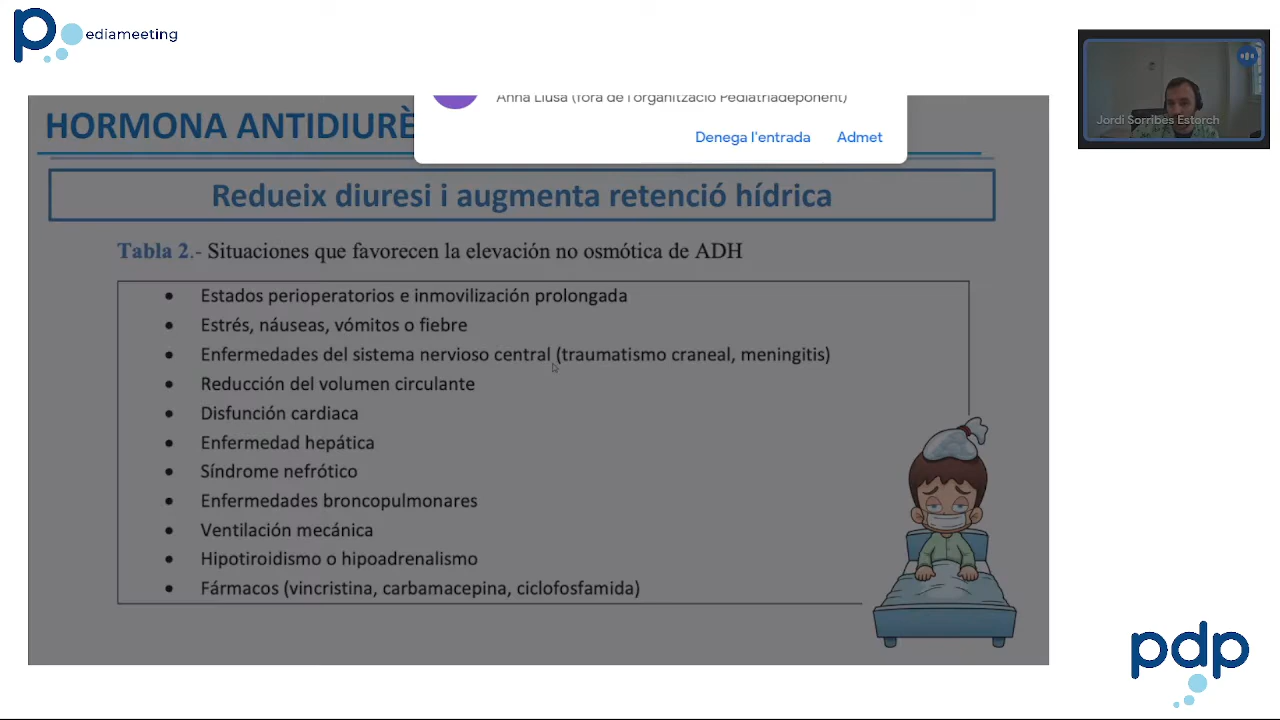 pediameeting
Jordi Sorribes Estorch
Anna Llusa (fora de l'organització Pediatriadeponent)
Denega l'entrada Admet
HORMONA ANTIDIURÈ
Redueix diuresi i augmenta retenció hídrica
Tabla 2.- Situaciones que favorecen la elevación no osmótica de ADH
• Estados perioperatorios e inmovilización prolongada
• Estrés, náuseas, vómitos o fiebre
• Enfermedades del sistema nervioso central (traumatismo craneal, meningitis)
• Reducción del volumen circulante
• Disfunción cardiaca
• Enfermedad hepática
• Síndrome nefrótico
• Enfermedades broncopulmonares
• Ventilación mecánica
• Hipotiroidismo o hipoadrenalismo
• Fármacos (vincristina, carbamacepina, ciclofosfamida)
pdp